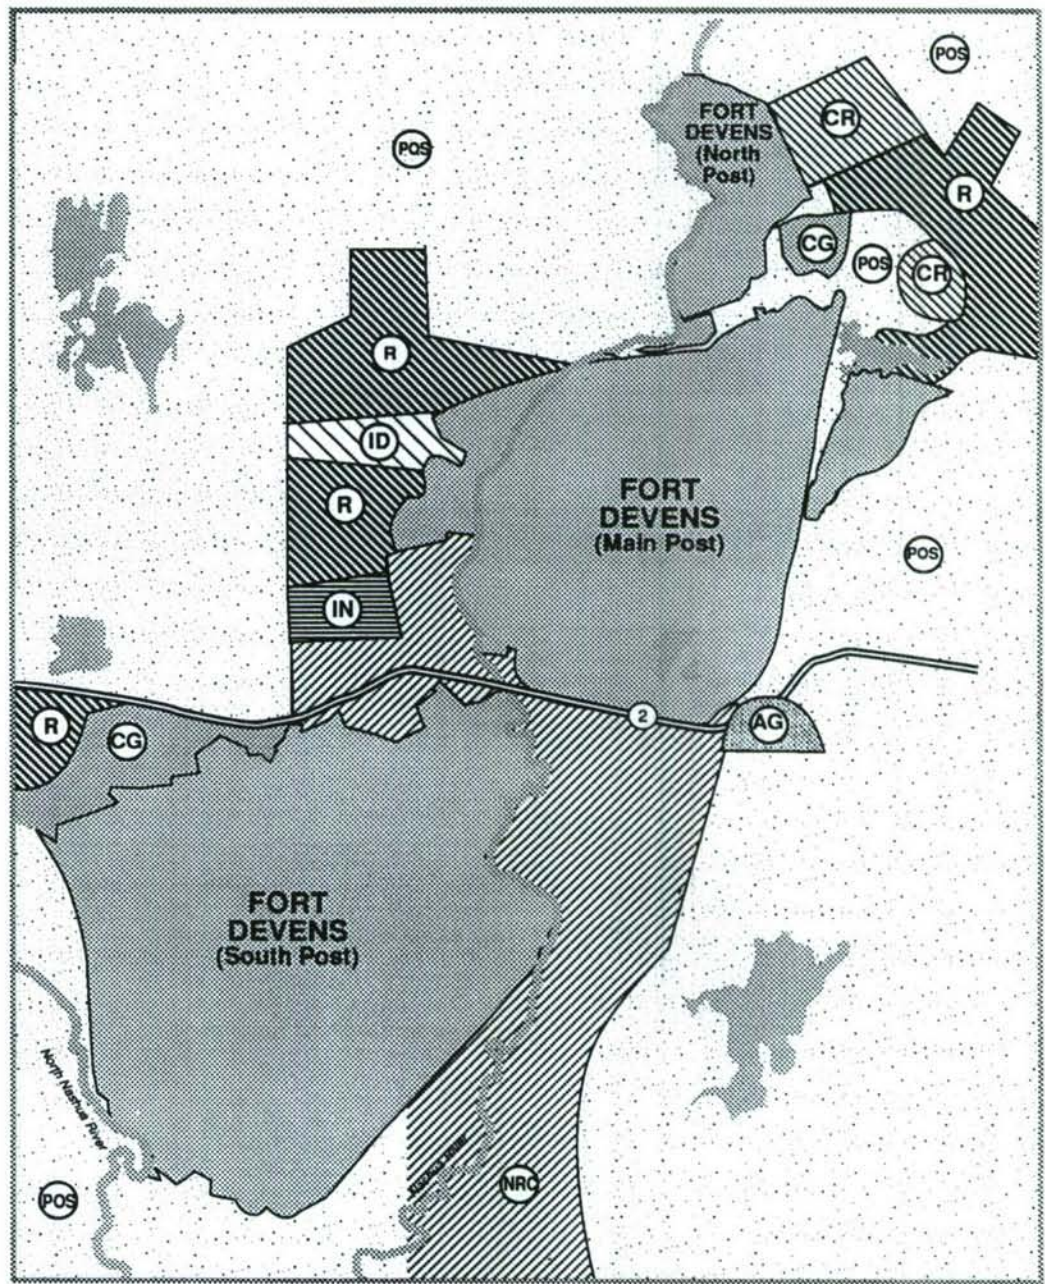 POS
FORT
DEVENS
(North
Post)
CR
POS
R
CG
POS
CR
R
ID
R
FORT
DEVENS
(Main Post)
POS
IN
R
CG
2
AG
FORT
DEVENS
(South Post)
North Nashua River
NRC
POS